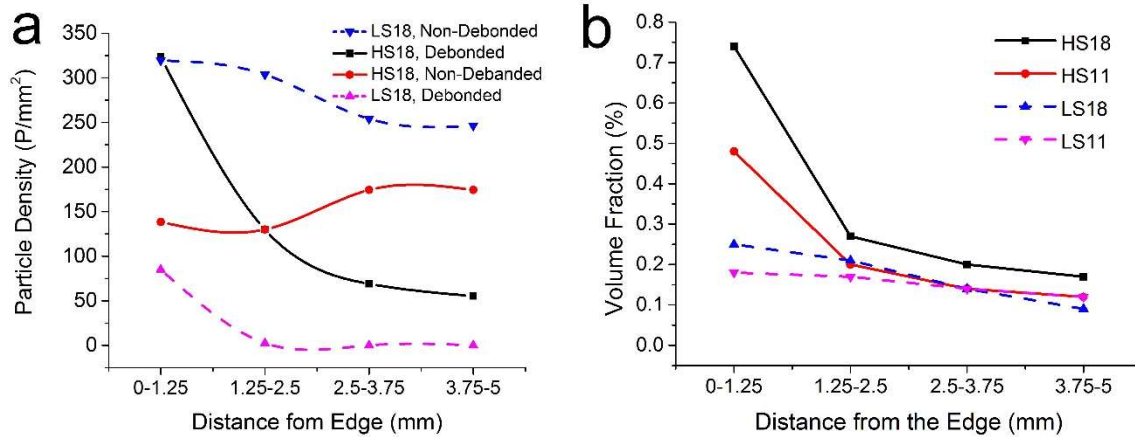 a
350
300
250
200
150
100
50
0
Particle Density (P/mm²)
LS18, Non-Debonded
HS18, Debonded
HS18, Non-Debanded
LS18, Debonded
0-1.25 1.25-2.5 2.5-3.75 3.75-5
Distance fom Edge (mm)
b
0.8
0.7
0.6
0.5
0.4
0.3
0.2
0.1
0.0
Volume Fraction (%)
HS18
HS11
LS18
LS11
0-1.25 1.25-2.5 2.5-3.75 3.75-5
Distance from the Edge (mm)